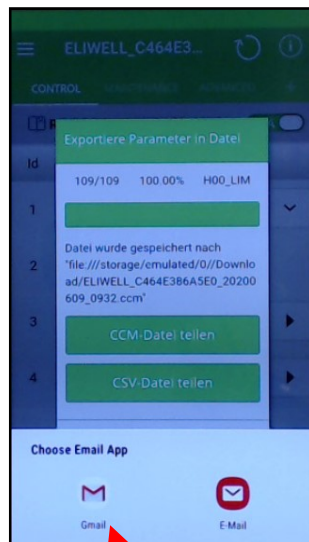 ELIWELL_C464E3...
CONTROL
ADVANCED
Id
Exportiere Parameter in Datei
109/109 100.00% H00_LIM
1
Datei wurde gespeichert nach
"file:///storage/emulated/0//Downlo
ad/ELIWELL_C464E386A5E0_20200
609_0932.ccm"
2
3
CCM-Datei teilen
4
CSV-Datei teilen
Choose Email App
Gmail
E-Mail